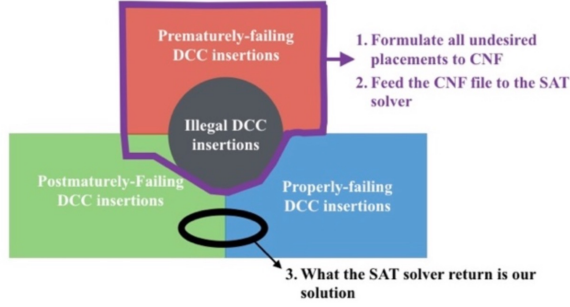 Prematurely-failing
DCC insertions
1. Formulate all undesired
placements to CNF
2. Feed the CNF file to the SAT
solver
Illegal DCC
insertions
Postmaturely-Failing
DCC insertions
Properly-failing
DCC insertions
3. What the SAT solver return is our
solution